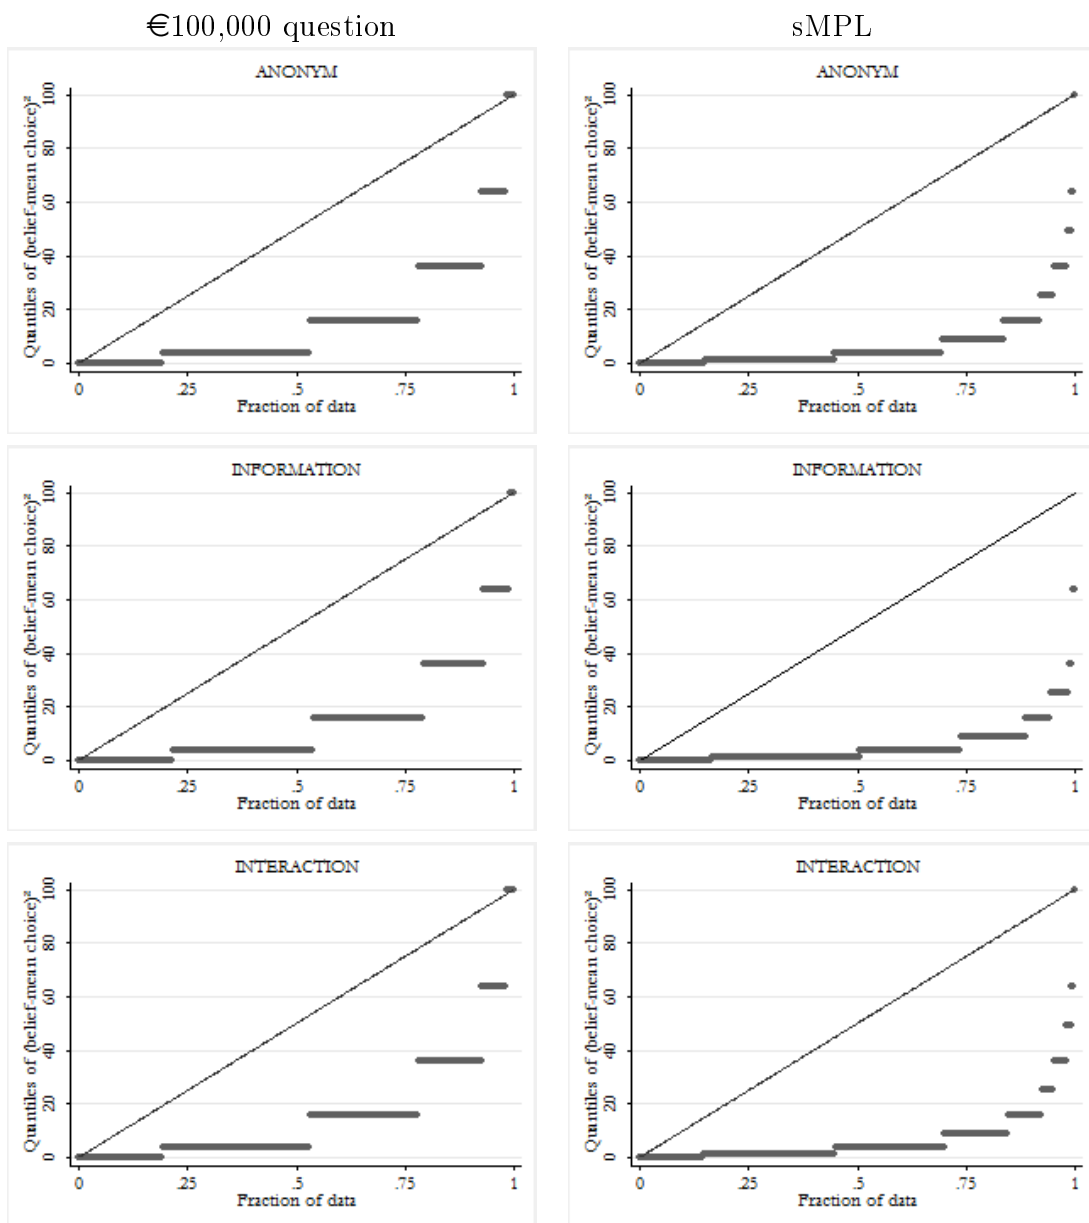 €100,000 question
sMPL
ANONYM
Quantiles of (belief-mean choice)²
100
80
60
40
20
0
0 .25 .5 .75 1
Fraction of data
ANONYM
Quantiles of (belief-mean choice)²
100
80
60
40
20
0
0 .25 .5 .75 1
Fraction of data
INFORMATION
Quantiles of (belief-mean choice)²
100
80
60
40
20
0
0 .25 .5 .75 1
Fraction of data
INFORMATION
Quantiles of (belief-mean choice)²
100
80
60
40
20
0
0 .25 .5 .75 1
Fraction of data
INTERACTION
Quantiles of (belief-mean choice)²
100
80
60
40
20
0
0 .25 .5 .75 1
Fraction of data
INTERACTION
Quantiles of (belief-mean choice)²
100
80
60
40
20
0
0 .25 .5 .75 1
Fraction of data